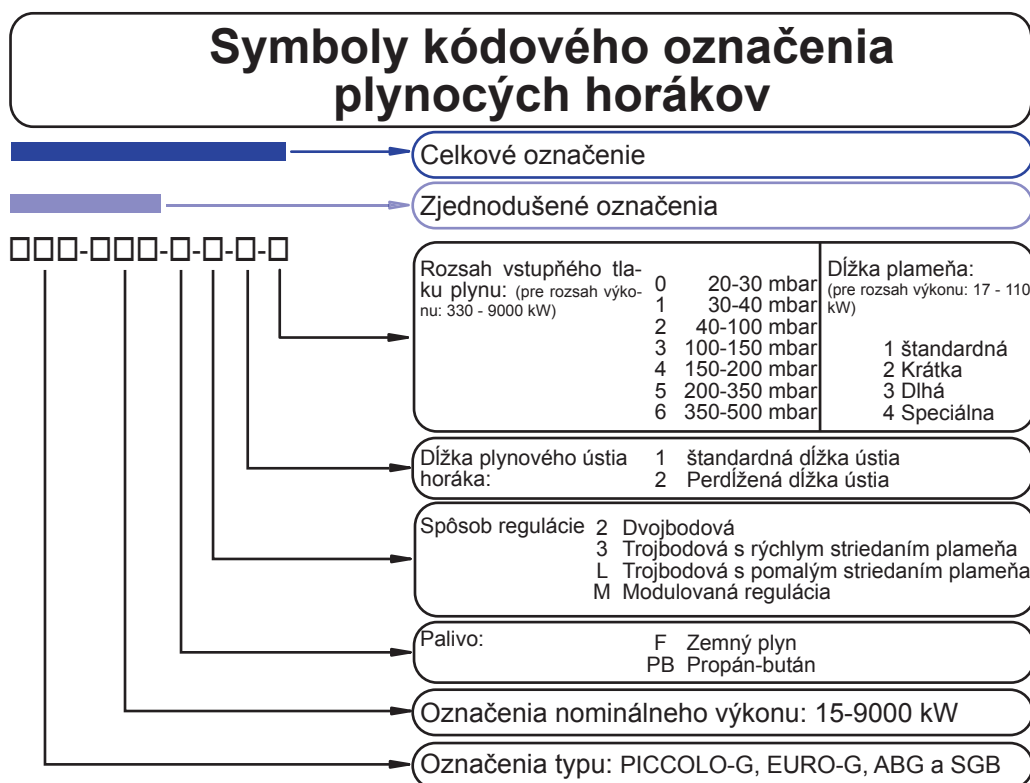 Symboly kódového označenia
plynocých horákov
Celkové označenie
Zjednodušené označenia
□□□-□□□-□-□-□-□
Rozsah vstupňého tla-
ku plynu: (pre rozsah výko-
nu: 330 - 9000 kW)
0 20-30 mbar
1 30-40 mbar
2 40-100 mbar
3 100-150 mbar
4 150-200 mbar
5 200-350 mbar
6 350-500 mbar
Dĺžka plameňa:
(pre rozsah výkonu: 17 - 110
kW)
1 štandardná
2 Krátka
3 Dlhá
4 Speciálna
Dĺžka plynového ústia
horáka:
1 štandardná dĺžka ústia
2 Perdĺžená dĺžka ústia
Spôsob regulácie
2 Dvojbodová
3 Trojbodová s rýchlym striedaním plameňa
L Trojbodová s pomalým striedaním plameňa
M Modulovaná regulácia
Palivo:
F Zemný plyn
PB Propán-bután
Označenia nominálneho výkonu: 15-9000 kW
Označenia typu: PICCOLO-G, EURO-G, ABG a SGB